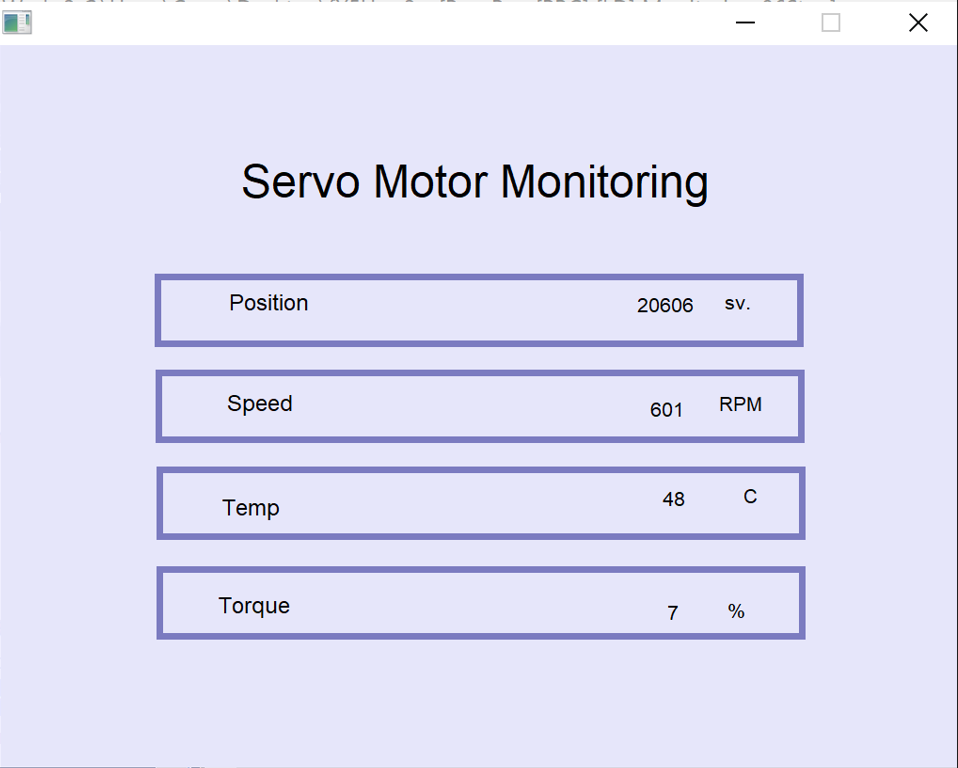 Servo Motor Monitoring
Position 20606 sv.
Speed 601 RPM
Temp 48 C
Torque 7 %